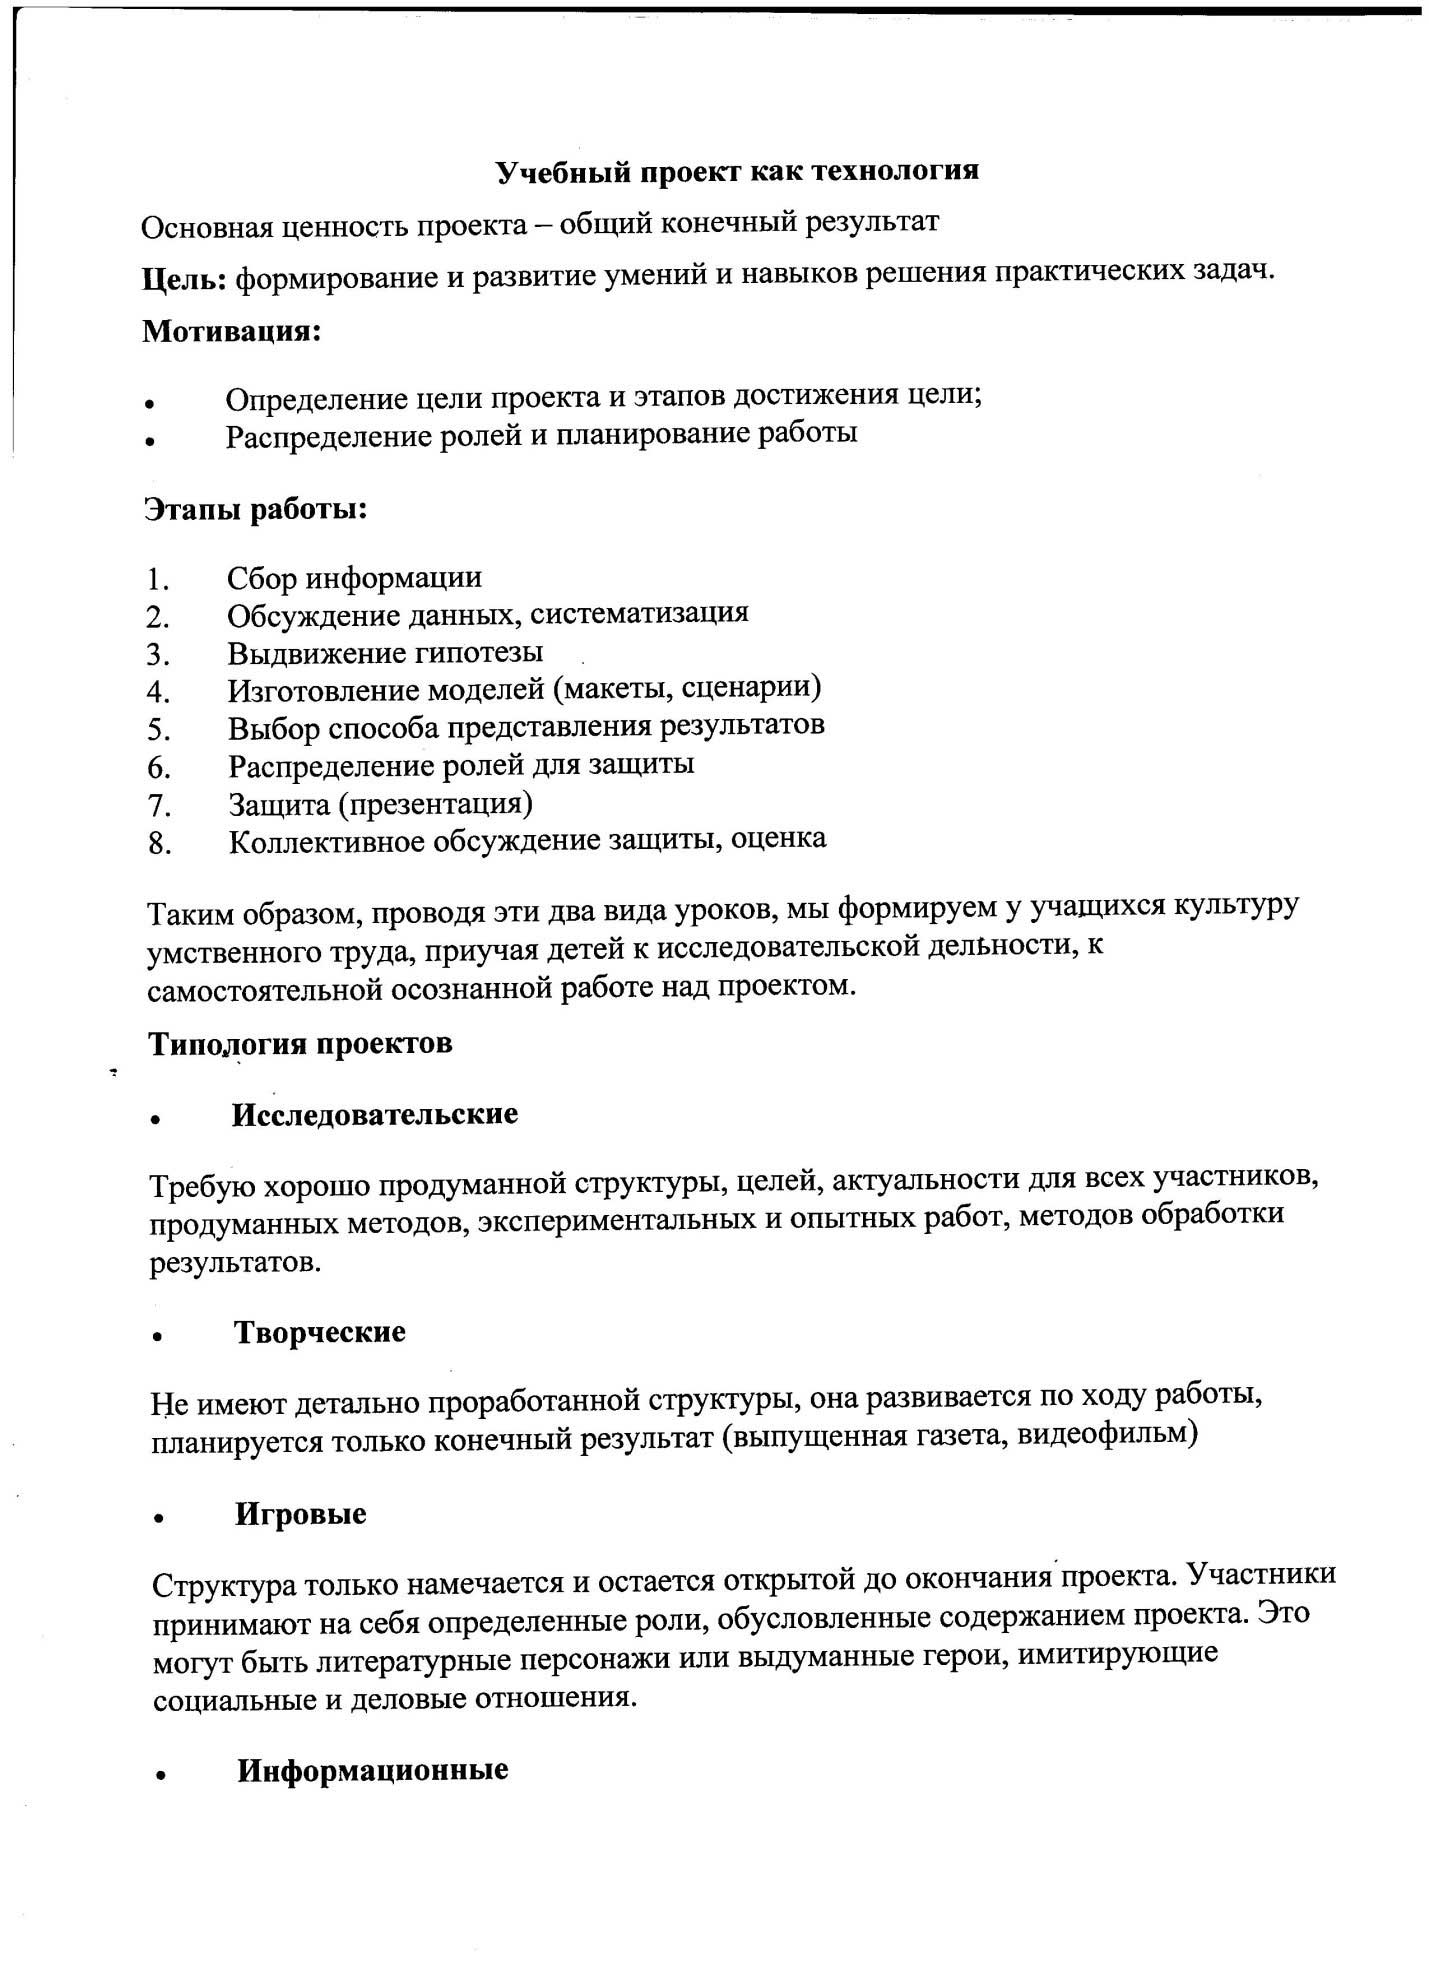 Учебный проект как технология
Основная ценность проекта – общий конечный результат
Цель: формирование и развитие умений и навыков решения практических задач.
Мотивация:
• Определение цели проекта и этапов достижения цели;
• Распределение ролей и планирование работы
Этапы работы:
1. Сбор информации
2. Обсуждение данных, систематизация
3. Выдвижение гипотезы
4. Изготовление моделей (макеты, сценарии)
5. Выбор способа представления результатов
6. Распределение ролей для защиты
7. Защита (презентация)
8. Коллективное обсуждение защиты, оценка
Таким образом, проводя эти два вида уроков, мы формируем у учащихся культуру
умственного труда, приучая детей к исследовательской дельности, к
самостоятельной осознанной работе над проектом.
Типология проектов
• Исследовательские
Требую хорошо продуманной структуры, целей, актуальности для всех участников,
продуманных методов, экспериментальных и опытных работ, методов обработки
результатов.
• Творческие
Не имеют детально проработанной структуры, она развивается по ходу работы,
планируется только конечный результат (выпущенная газета, видеофильм)
• Игровые
Структура только намечается и остается открытой до окончания проекта. Участники
принимают на себя определенные роли, обусловленные содержанием проекта. Это
могут быть литературные персонажи или выдуманные герои, имитирующие
социальные и деловые отношения.
• Информационные